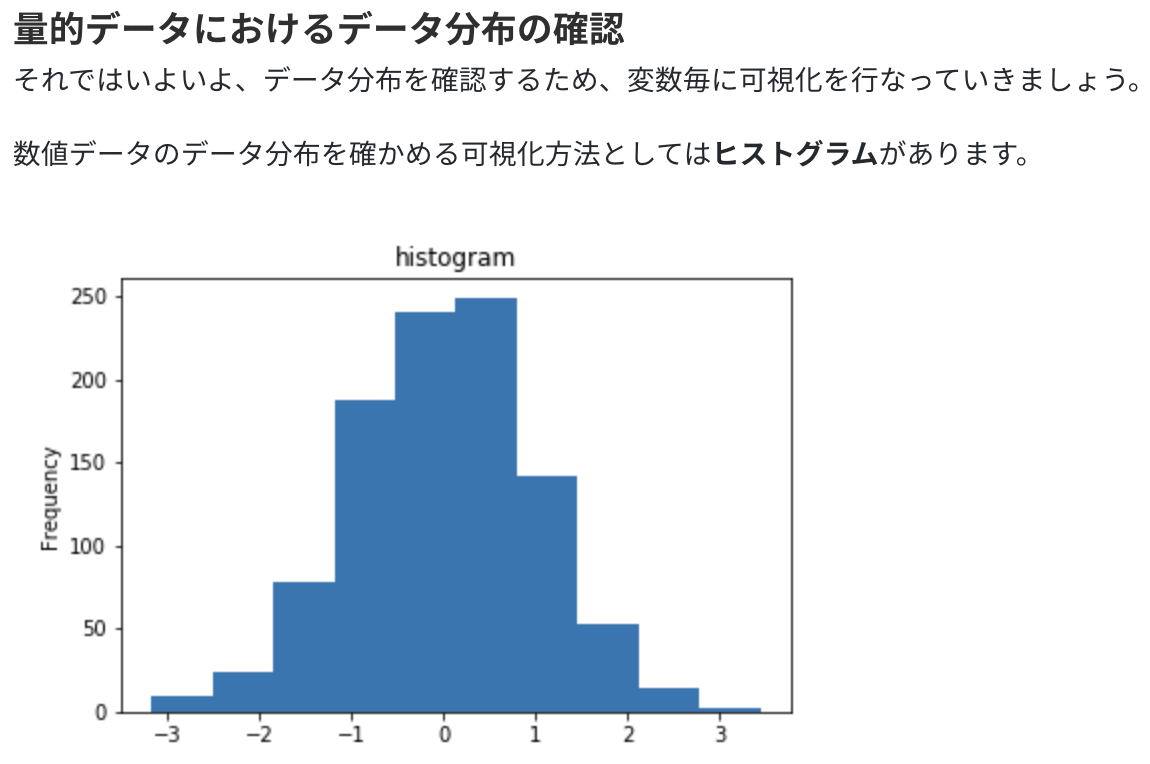 量的データにおけるデータ分布の確認
それではいよいよ、データ分布を確認するため、変数毎に可視化を行なっていきましょう。
数値データのデータ分布を確かめる可視化方法としてはヒストグラムがあります。
histogram
250
200
150
100
50
0
Frequency
−3 −2 −1 0 1 2 3